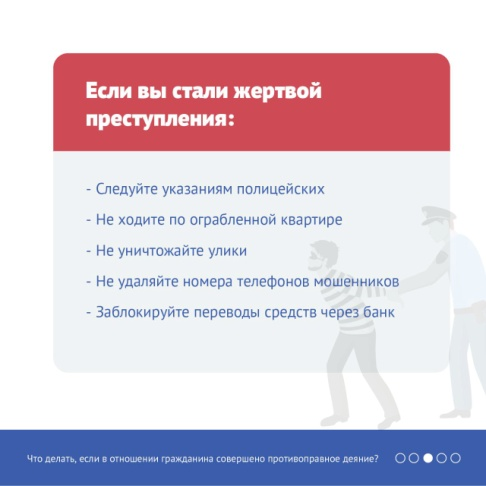 Если вы стали жертвой
преступления:
- Следуйте указаниям полицейских
- Не ходите по ограбленной квартире
- Не уничтожайте улики
- Не удаляйте номера телефонов мошенников
- Заблокируйте переводы средств через банк
Что делать, если в отношении гражданина совершено противоправное деяние?